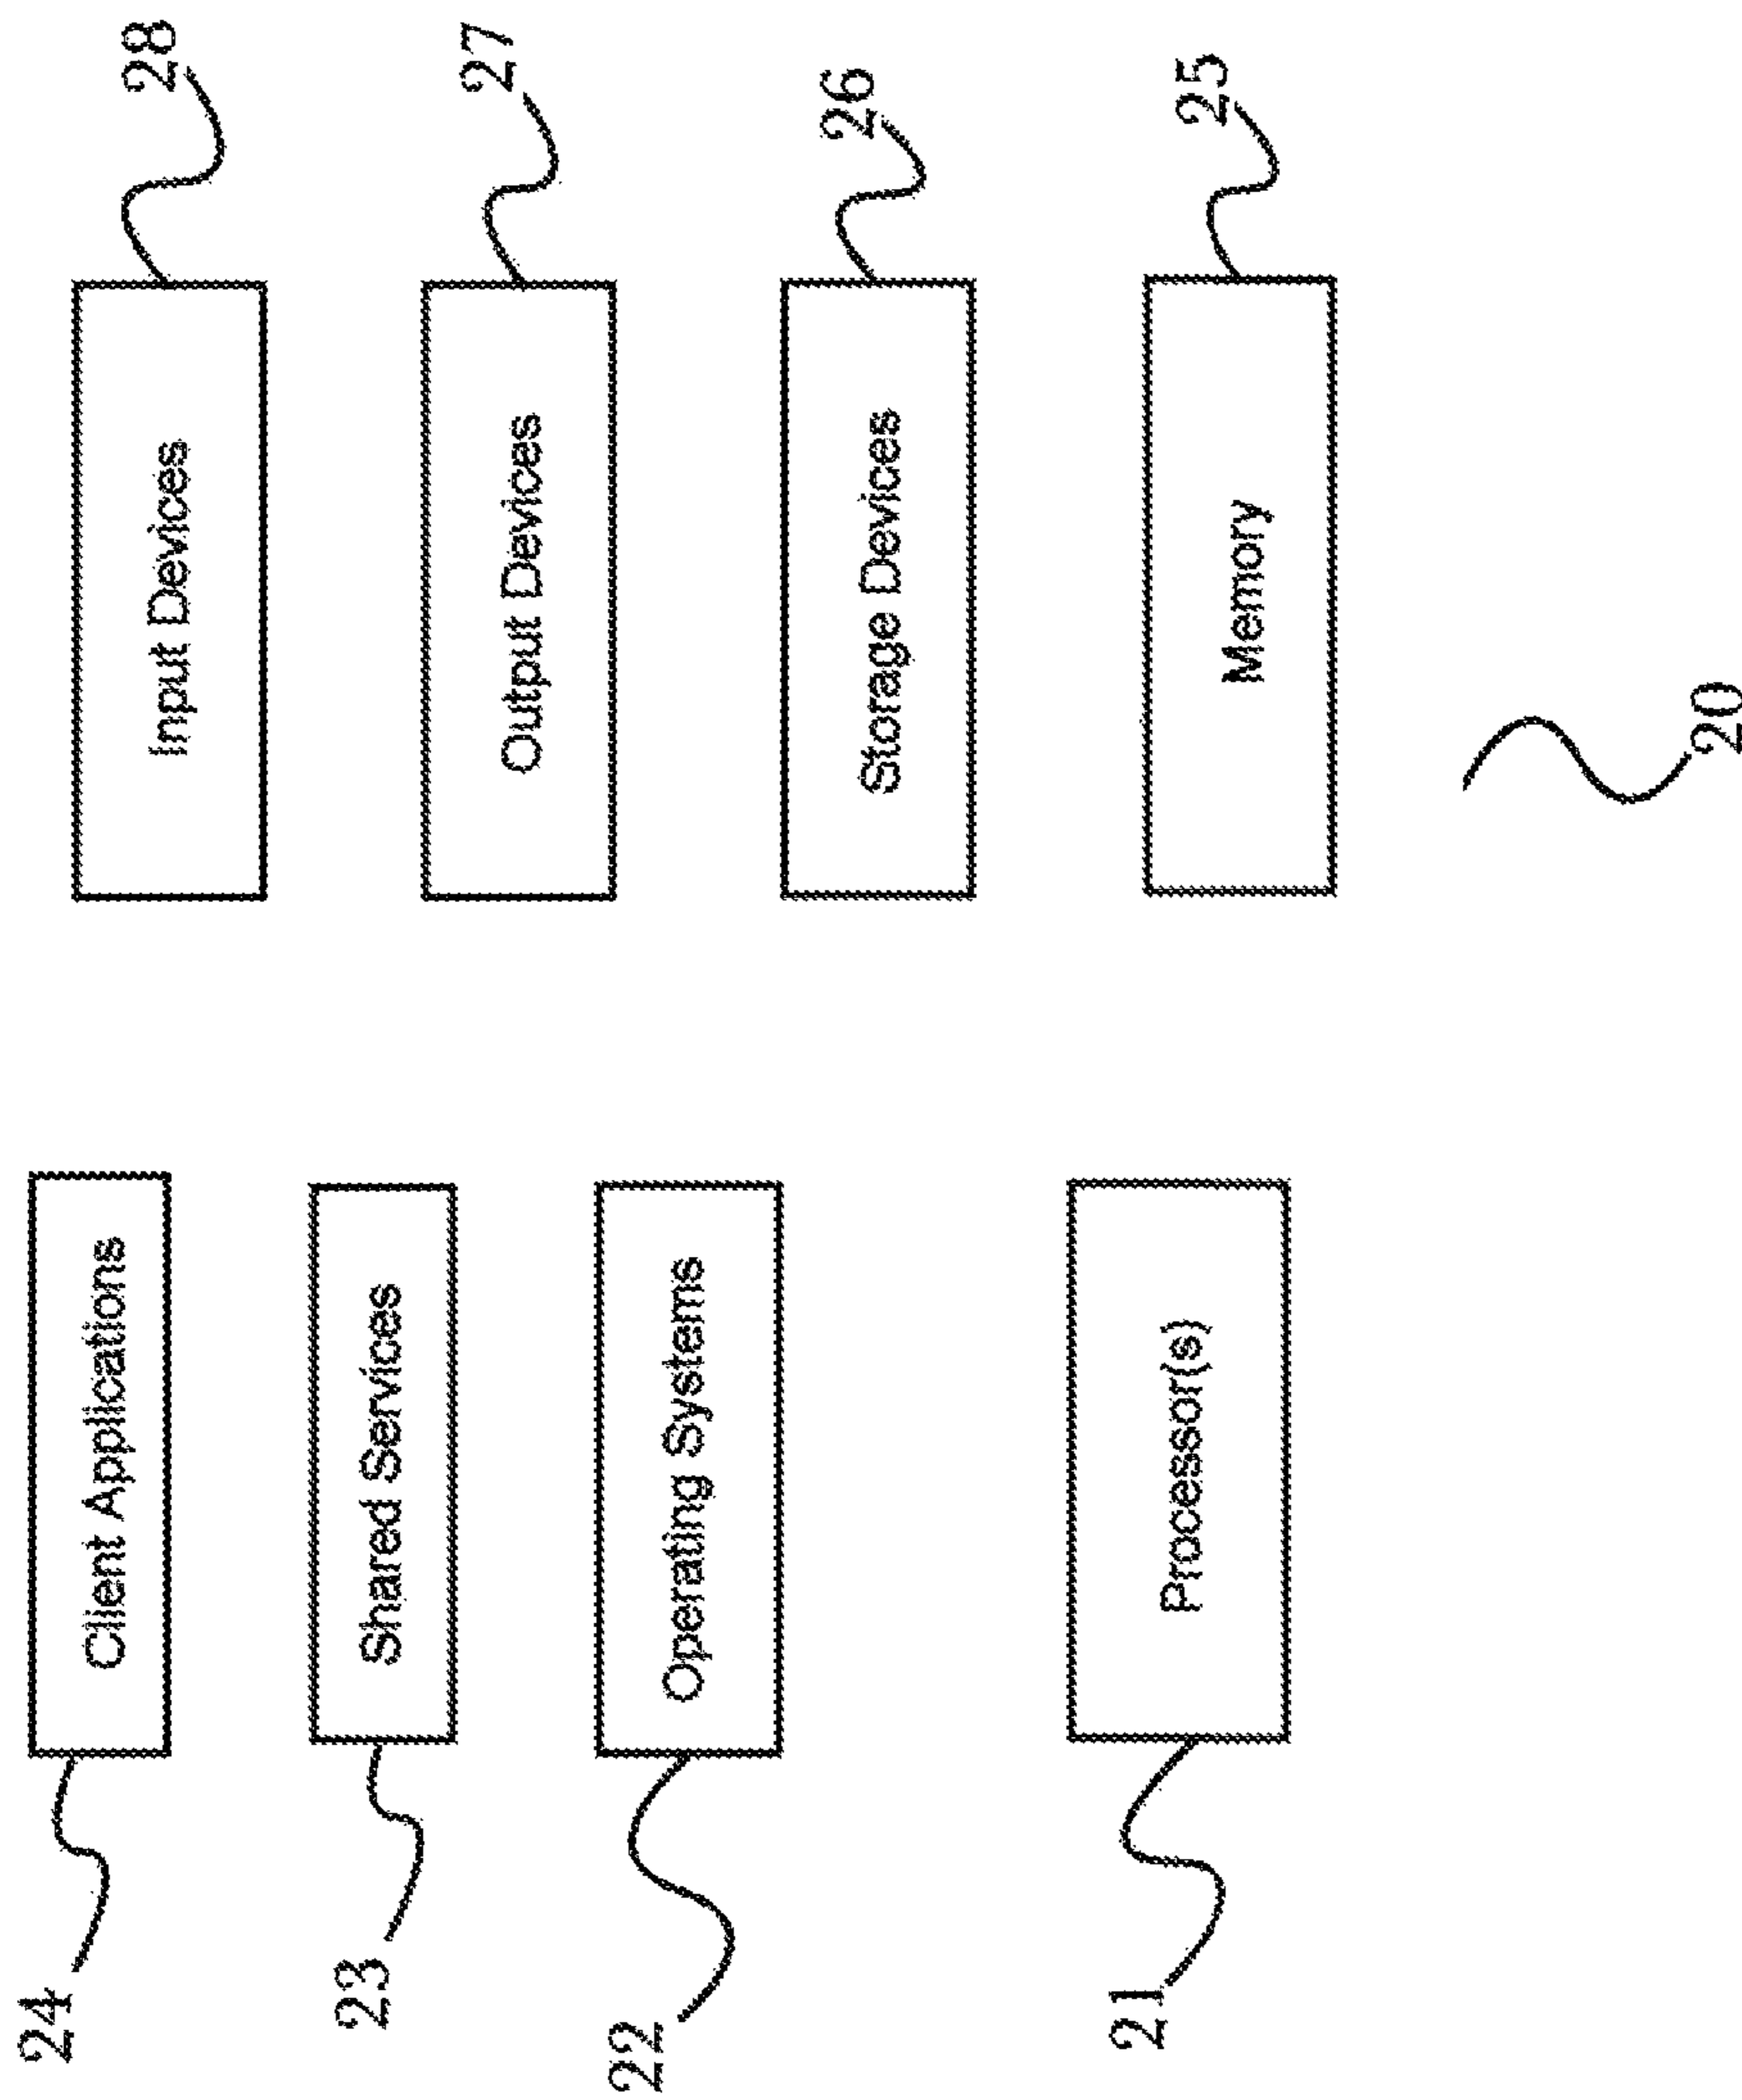 24
Client Applications
Input Devices
28
23
Shared Services
Output Devices
27
22
Operating Systems
Storage Devices
26
21
Processor(s)
Memory
25
20